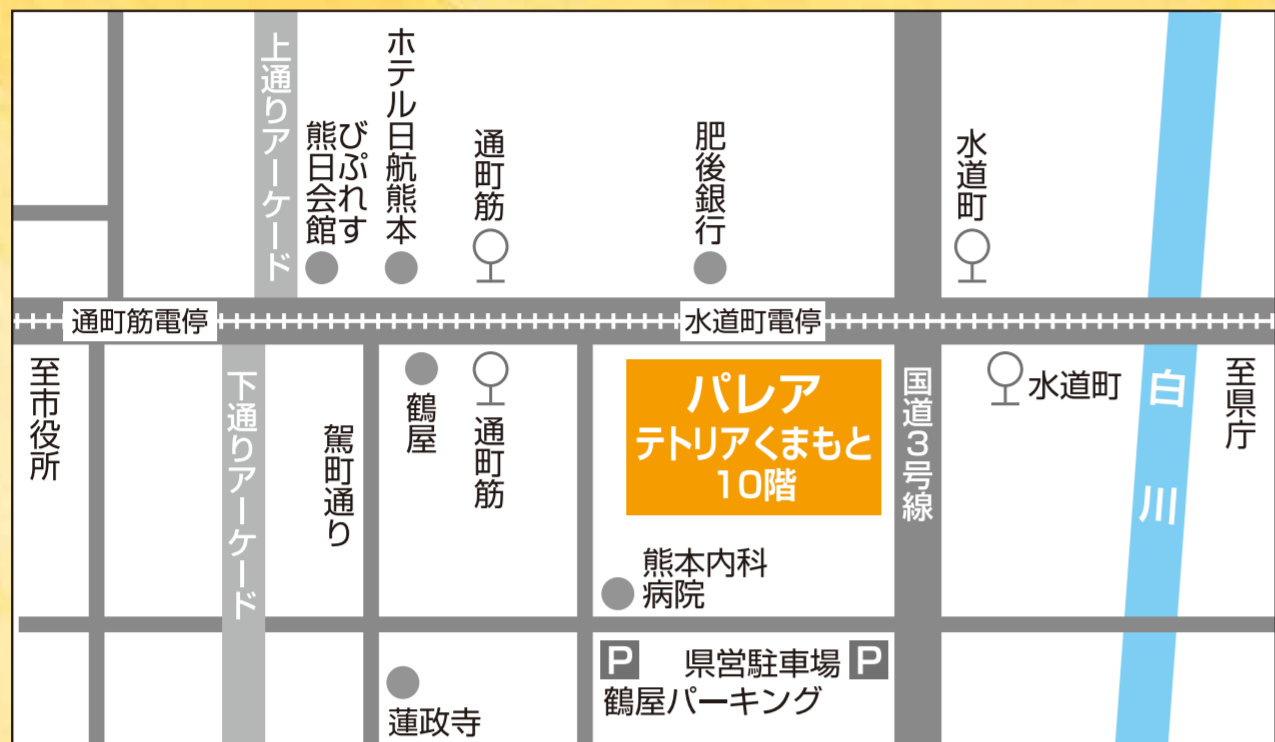 上通りアーケード
びぷれす
熊日会館
ホテル日航熊本
通町筋
肥後銀行
水道町
通町筋電停
水道町電停
至市役所
下通りアーケード
駕町通り
鶴屋
通町筋
パレア
テトリアくまもと
10階
国道3号線
水道町
白川
至県庁
熊本内科
病院
P
県営駐車場
P
鶴屋パーキング
蓮政寺